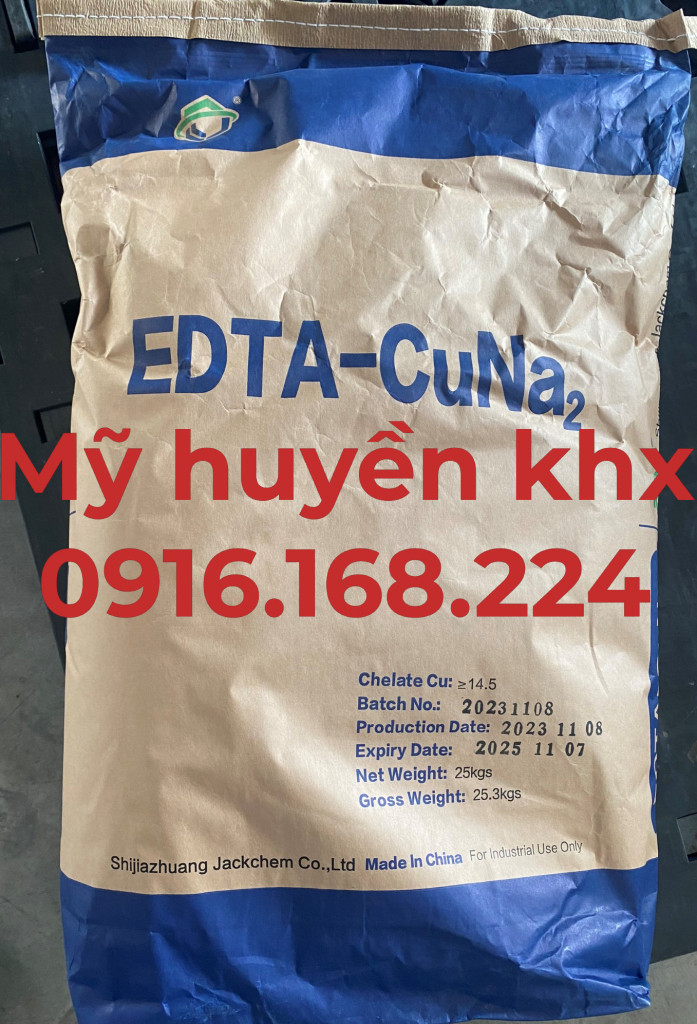 EDTA-CuNa2
Mỹ huyền khx
0916.168.224
Chelate Cu: ≥14.5
Batch No.: 20231108
Production Date: 2023 11 08
Expiry Date: 2025 11 07
Net Weight: 25kgs
Gross Weight: 25.3kgs
Shijiazhuang Jackchem Co.,Ltd Made In China For Industrial Use Only